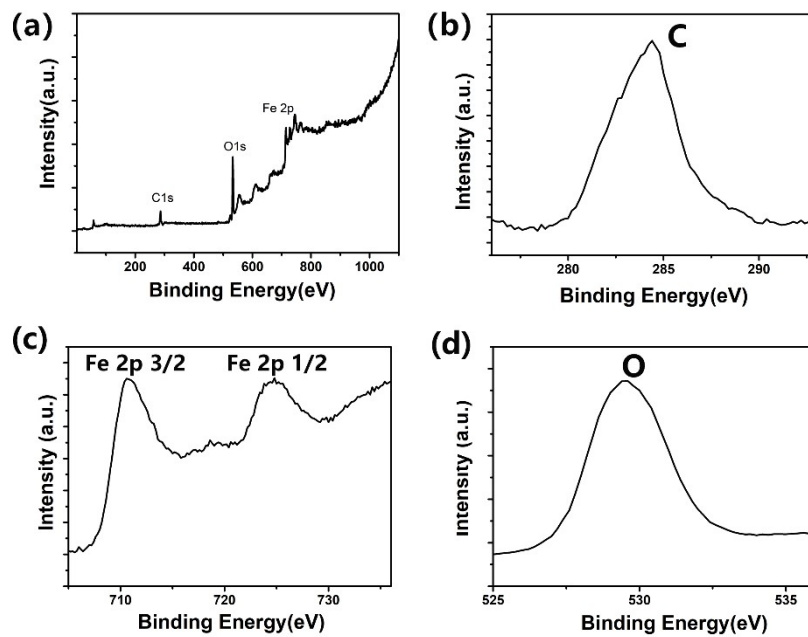 (a)
Intensity(a.u.)
C1s
O1s
Fe 2p
200 400 600 800 1000
Binding Energy(eV)
(b)
Intensity(a.u.)
C
280 285 290
Binding Energy(eV)
(c)
Intensity (a.u.)
Fe 2p 3/2 Fe 2p 1/2
710 720 730
Binding Energy(eV)
(d)
Intensity (a.u.)
O
525 530 535
Binding Energy(eV)